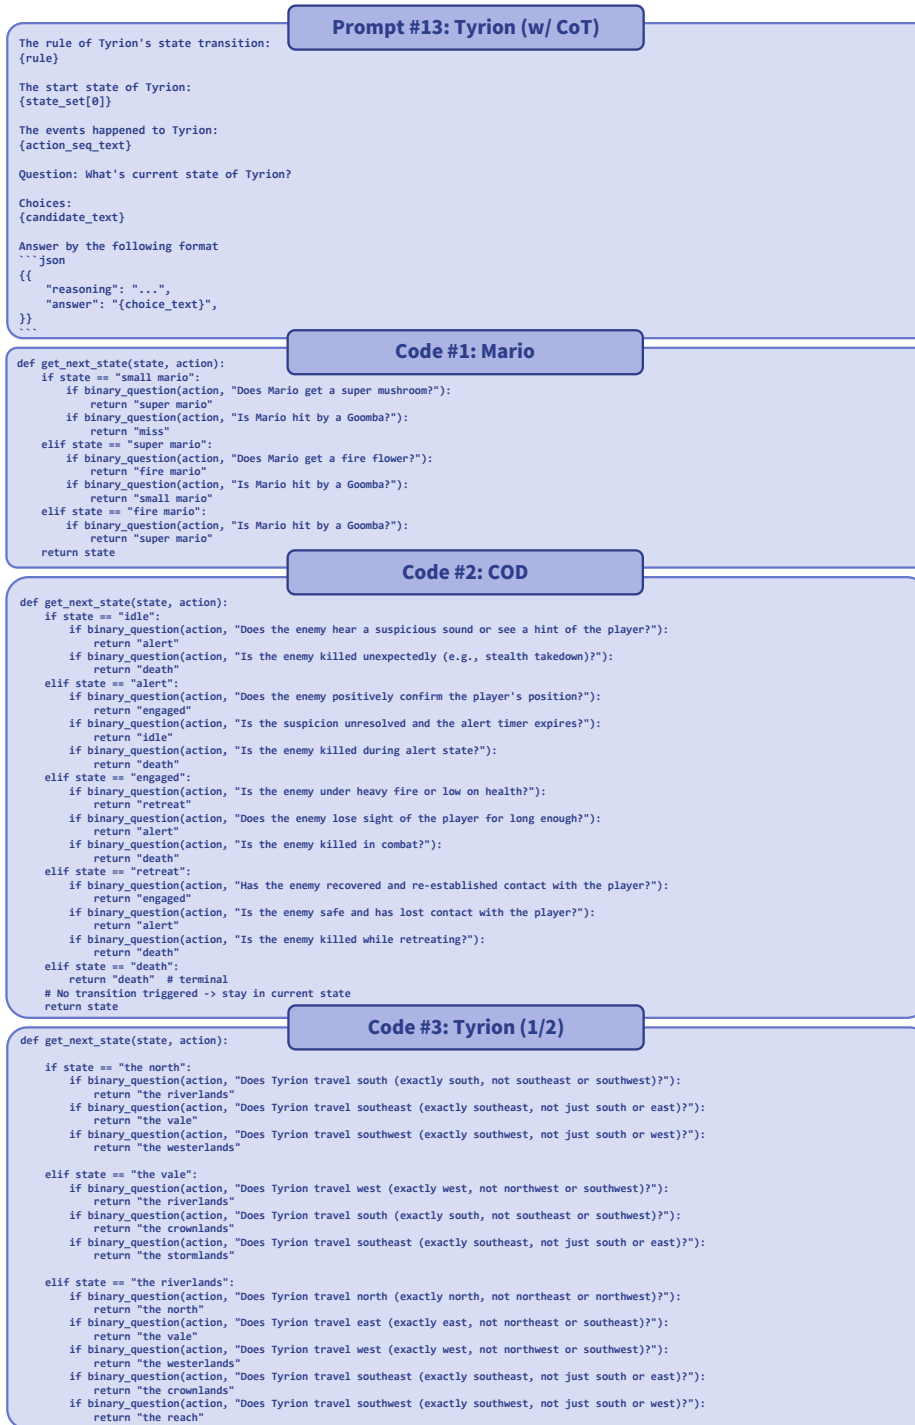 Prompt #13: Tyrion (w/ CoT)
The rule of Tyrion's state transition:
{rule}

The start state of Tyrion:
{state_set[0]}

The events happened to Tyrion:
{action_seq_text}

Question: What's current state of Tyrion?

Choices:
{candidate_text}

Answer by the following format
```json
{{
    "reasoning": "...",
    "answer": "{choice_text}",
}}
```
Code #1: Mario
def get_next_state(state, action):
    if state == "small mario":
        if binary_question(action, "Does Mario get a super mushroom?"):
            return "super mario"
        if binary_question(action, "Is Mario hit by a Goomba?"):
            return "miss"
    elif state == "super mario":
        if binary_question(action, "Does Mario get a fire flower?"):
            return "fire mario"
        if binary_question(action, "Is Mario hit by a Goomba?"):
            return "small mario"
    elif state == "fire mario":
        if binary_question(action, "Is Mario hit by a Goomba?"):
            return "super mario"
    return state
Code #2: COD
def get_next_state(state, action):
    if state == "idle":
        if binary_question(action, "Does the enemy hear a suspicious sound or see a hint of the player?"):
            return "alert"
        if binary_question(action, "Is the enemy killed unexpectedly (e.g., stealth takedown)?"):
            return "death"
    elif state == "alert":
        if binary_question(action, "Does the enemy positively confirm the player's position?"):
            return "engaged"
        if binary_question(action, "Is the suspicion unresolved and the alert timer expires?"):
            return "idle"
        if binary_question(action, "Is the enemy killed during alert state?"):
            return "death"
    elif state == "engaged":
        if binary_question(action, "Is the enemy under heavy fire or low on health?"):
            return "retreat"
        if binary_question(action, "Does the enemy lose sight of the player for long enough?"):
            return "alert"
        if binary_question(action, "Is the enemy killed in combat?"):
            return "death"
    elif state == "retreat":
        if binary_question(action, "Has the enemy recovered and re-established contact with the player?"):
            return "engaged"
        if binary_question(action, "Is the enemy safe and has lost contact with the player?"):
            return "alert"
        if binary_question(action, "Is the enemy killed while retreating?"):
            return "death"
    elif state == "death":
        return "death"  # terminal
    # No transition triggered -> stay in current state
    return state
Code #3: Tyrion (1/2)
def get_next_state(state, action):

    if state == "the north":
        if binary_question(action, "Does Tyrion travel south (exactly south, not southeast or southwest)?"):
            return "the riverlands"
        if binary_question(action, "Does Tyrion travel southeast (exactly southeast, not just south or east)?"):
            return "the vale"
        if binary_question(action, "Does Tyrion travel southwest (exactly southwest, not just south or west)?"):
            return "the westerlands"

    elif state == "the vale":
        if binary_question(action, "Does Tyrion travel west (exactly west, not northwest or southwest)?"):
            return "the riverlands"
        if binary_question(action, "Does Tyrion travel south (exactly south, not southeast or southwest)?"):
            return "the crownlands"
        if binary_question(action, "Does Tyrion travel southeast (exactly southeast, not just south or east)?"):
            return "the stormlands"

    elif state == "the riverlands":
        if binary_question(action, "Does Tyrion travel north (exactly north, not northeast or northwest)?"):
            return "the north"
        if binary_question(action, "Does Tyrion travel east (exactly east, not northeast or southeast)?"):
            return "the vale"
        if binary_question(action, "Does Tyrion travel west (exactly west, not northwest or southwest)?"):
            return "the westerlands"
        if binary_question(action, "Does Tyrion travel southeast (exactly southeast, not just south or east)?"):
            return "the crownlands"
        if binary_question(action, "Does Tyrion travel southwest (exactly southwest, not just south or west)?"):
            return "the reach"